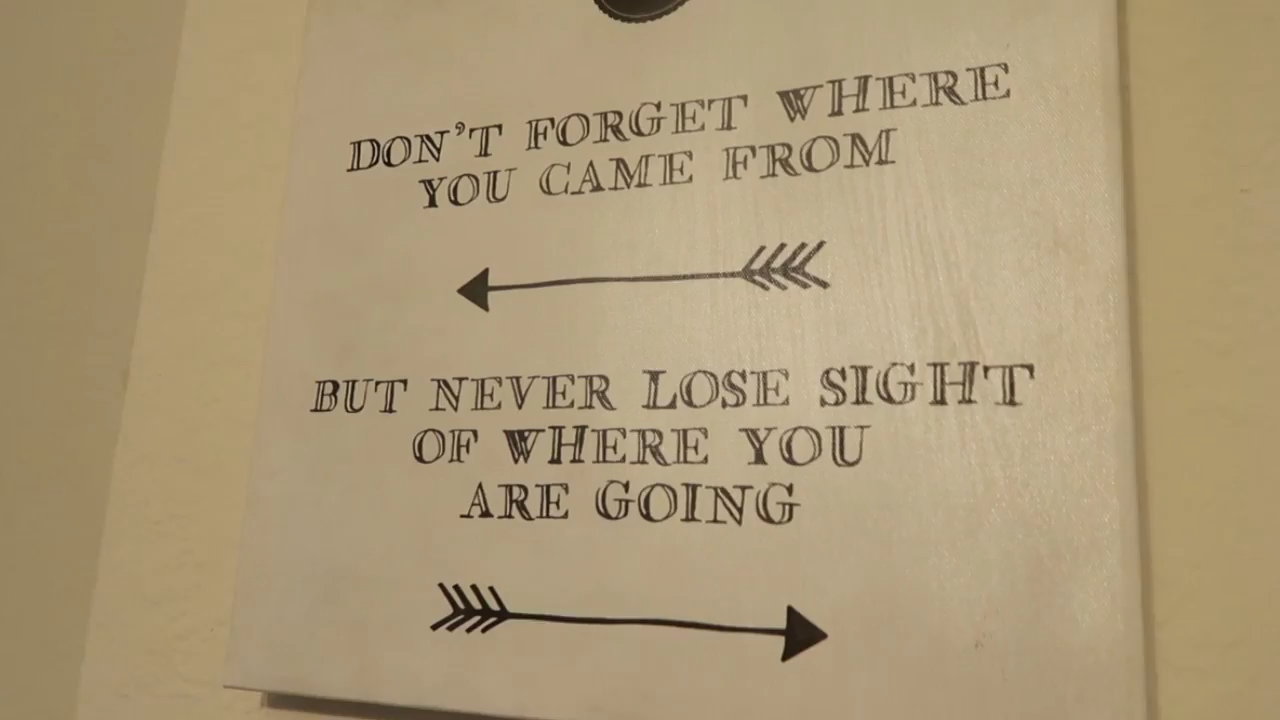 DON'T FORGET WHERE
YOU CAME FROM
BUT NEVER LOSE SIGHT
OF WHERE YOU
ARE GOING